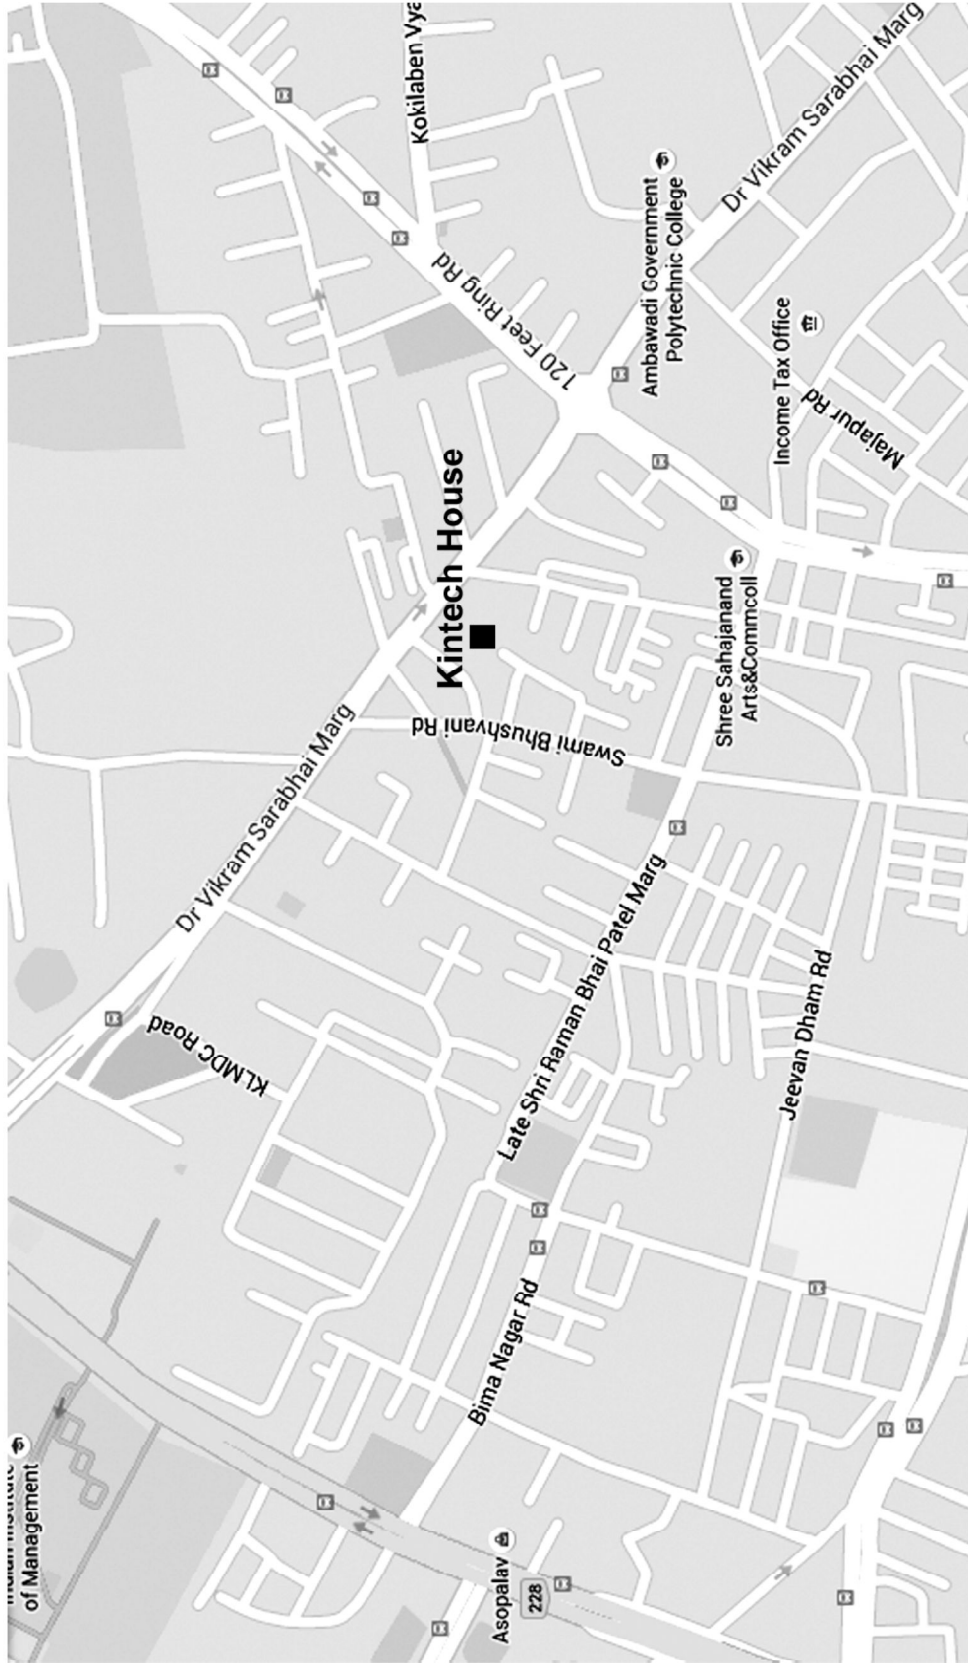 Kokilaben Vya
Dr Vikram Sarabhai Marg
120 Feet Ring Rd
Ambawadi Government
Polytechnic College
Income Tax Office
Majapur Rd
Kintech House
Shree Sahajanand
Arts&Commcoll
Swami Bhushvani Rd
Dr Vikram Sarabhai Marg
KLMDC Road
Late Shri Raman Bhai Patel Marg
Jeevan Dham Rd
Bima Nagar Rd
Indian Institute
of Management
Asopalav
228